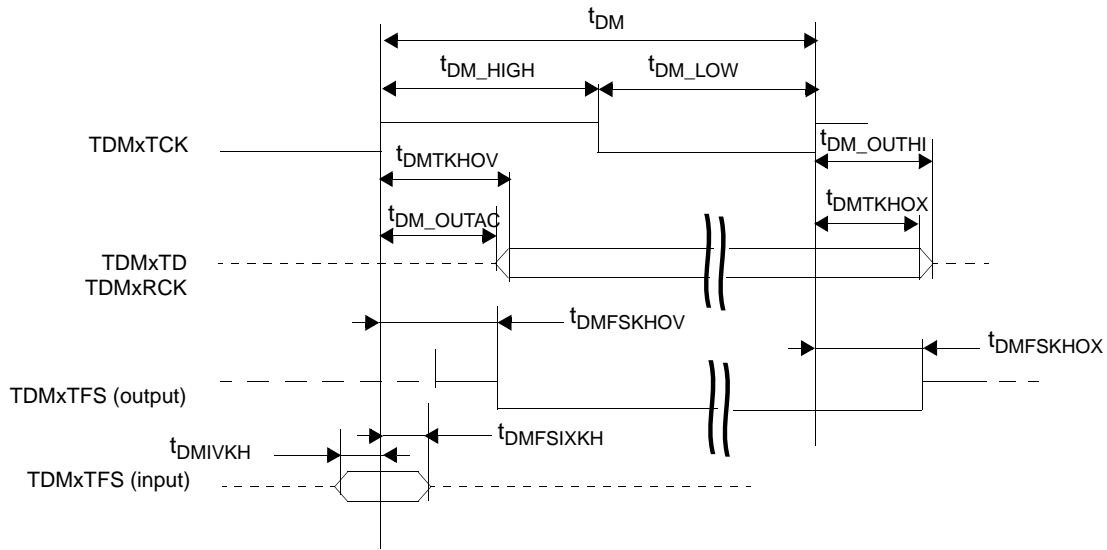 tDM
tDM_HIGH
tDM_LOW
TDMxTCK
tDM_OUTHI
tDMTKHOV
tDMTKHOX
tDM_OUTAC
TDMxTD
TDMxRCK
tDMFSKHOV
tDMFSKHOX
TDMxTFS (output)
tDMIVKH
tDMFSIXKH
TDMxTFS (input)